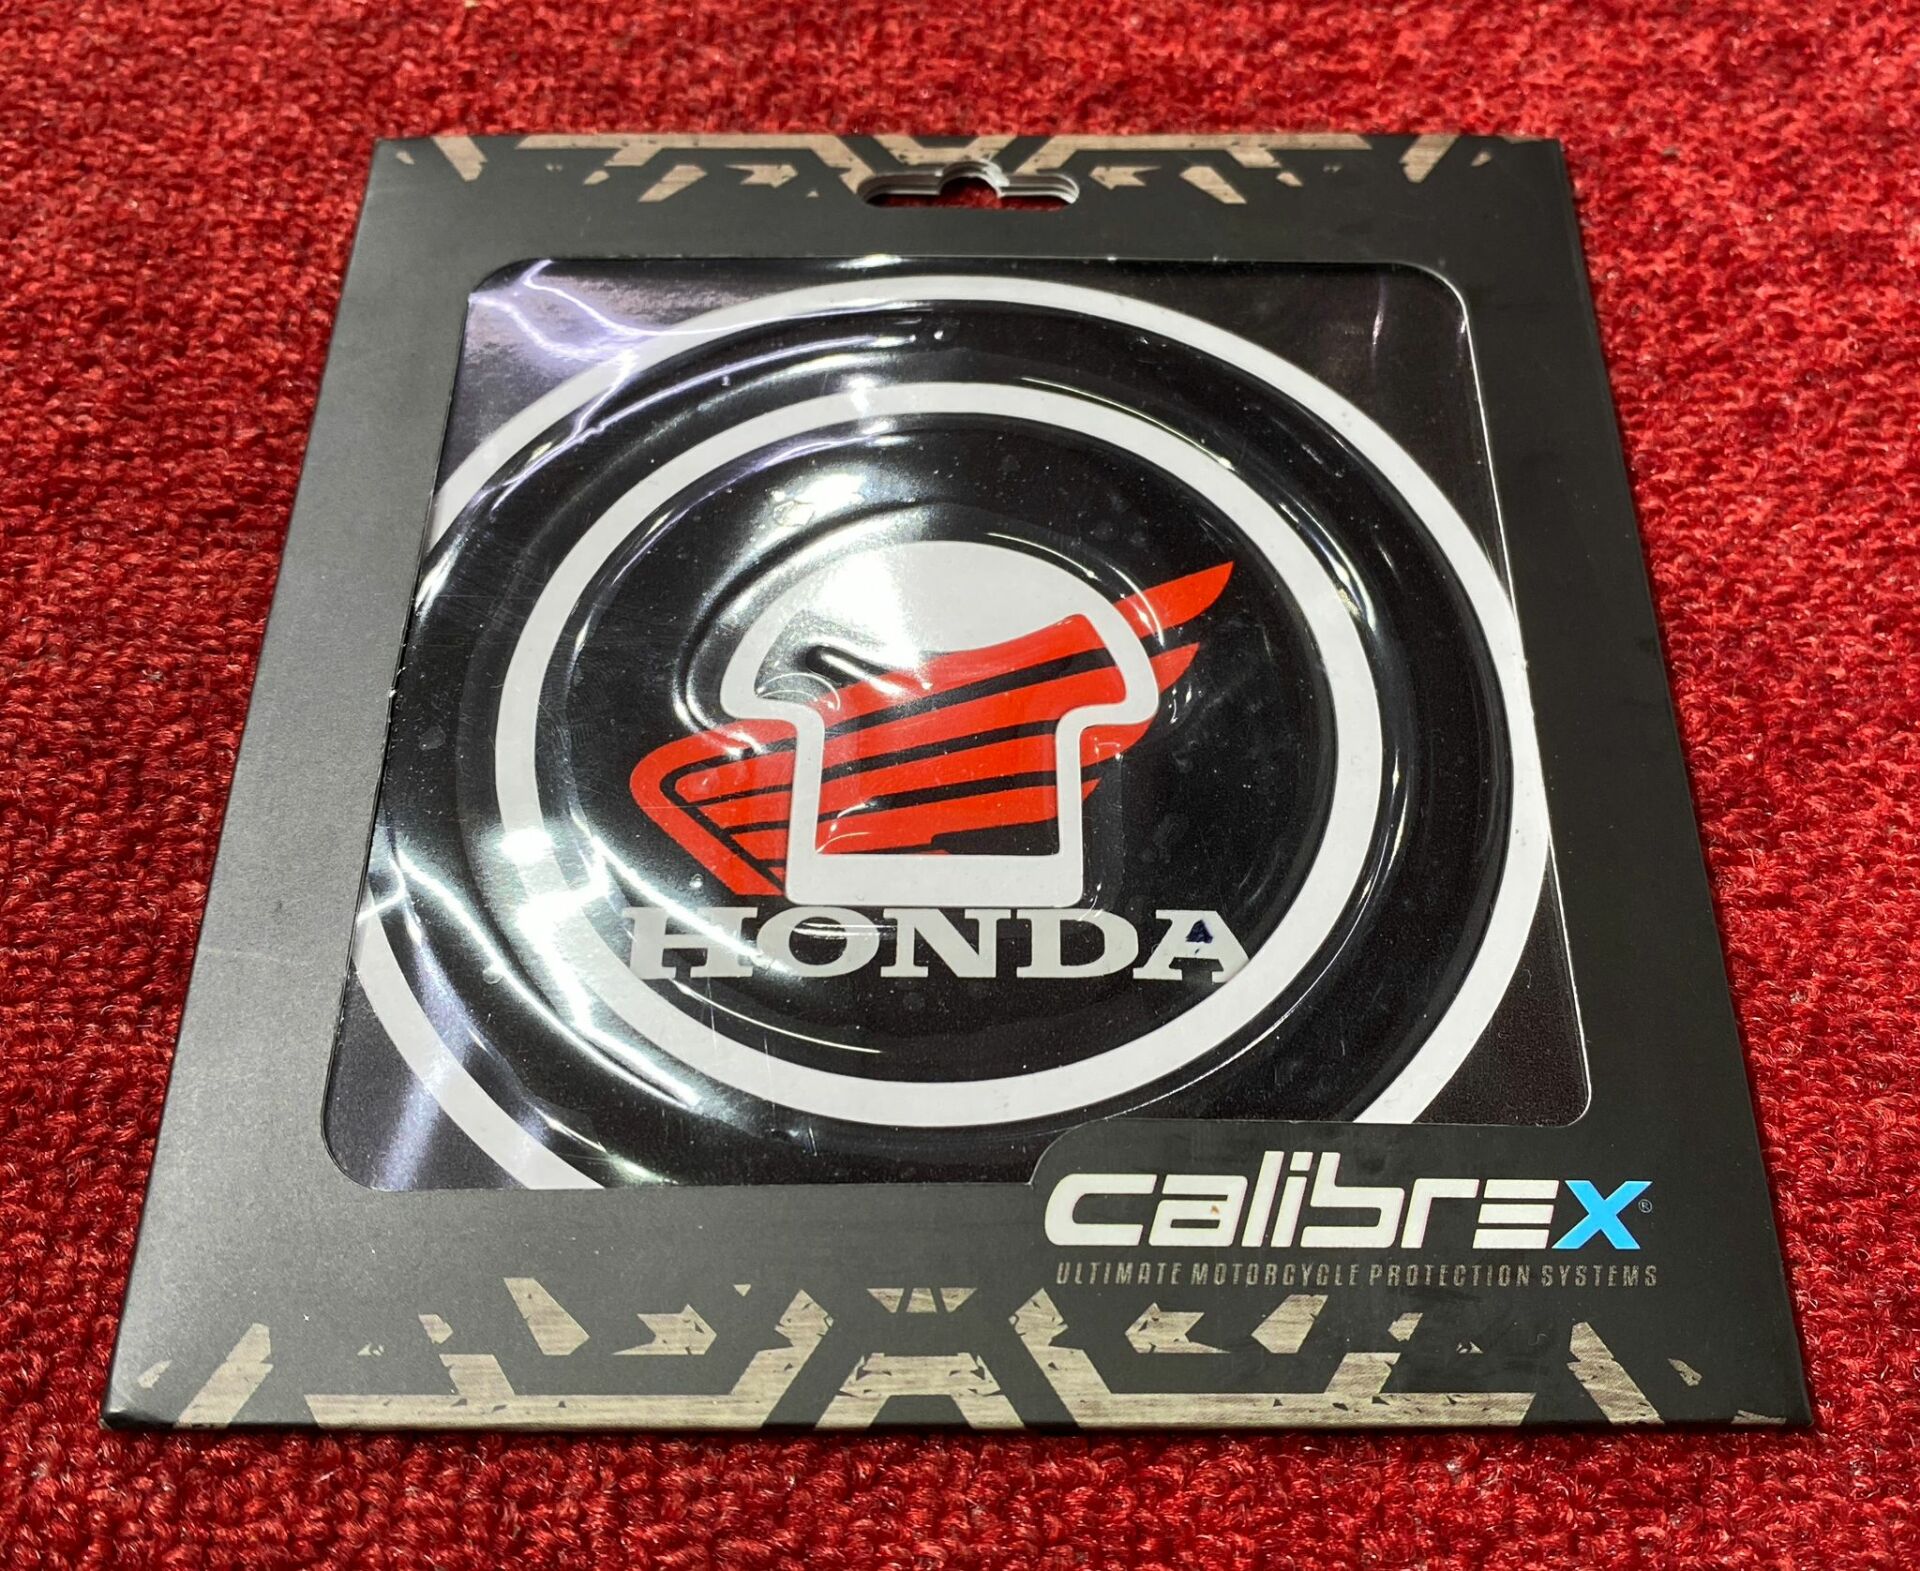 HONDA
calibrex®
ULTIMATE MOTORCYCLE PROTECTION SYSTEMS